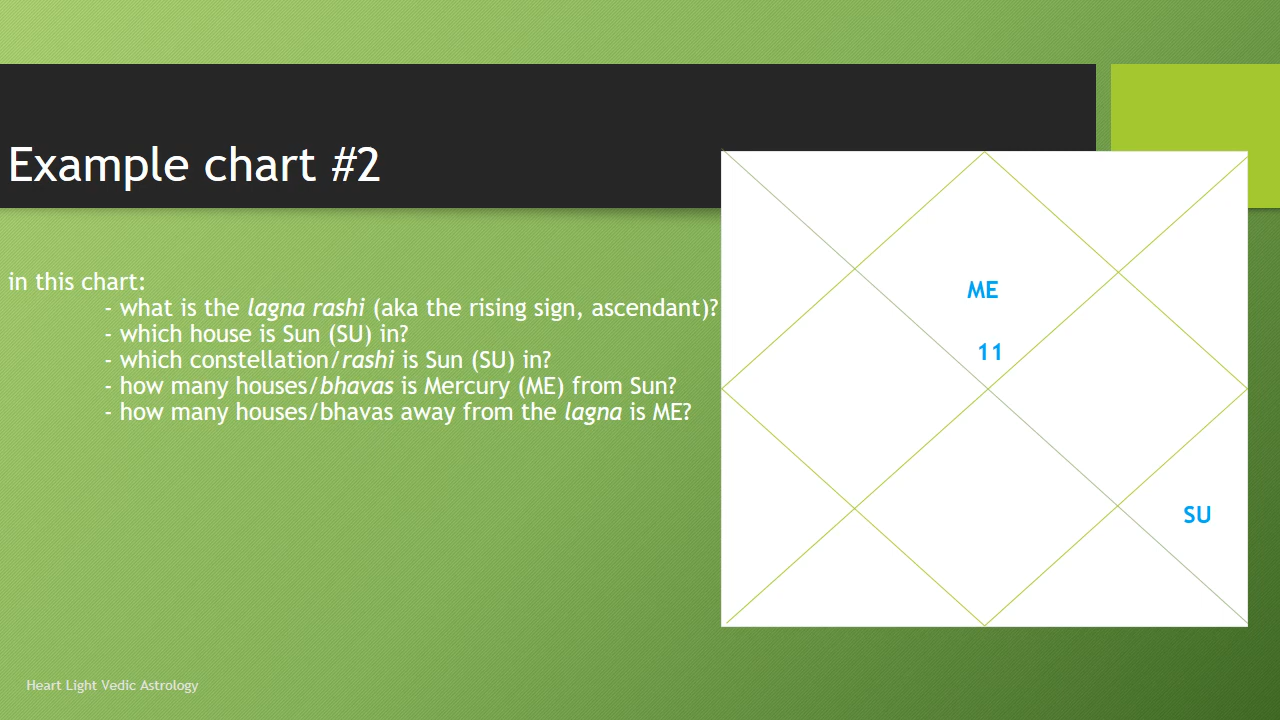 Example chart #2
in this chart:
- what is the lagna rashi (aka the rising sign, ascendant)?
- which house is Sun (SU) in?
- which constellation/rashi is Sun (SU) in?
- how many houses/bhavas is Mercury (ME) from Sun?
- how many houses/bhavas away from the lagna is ME?
ME
11
SU
Heart Light Vedic Astrology